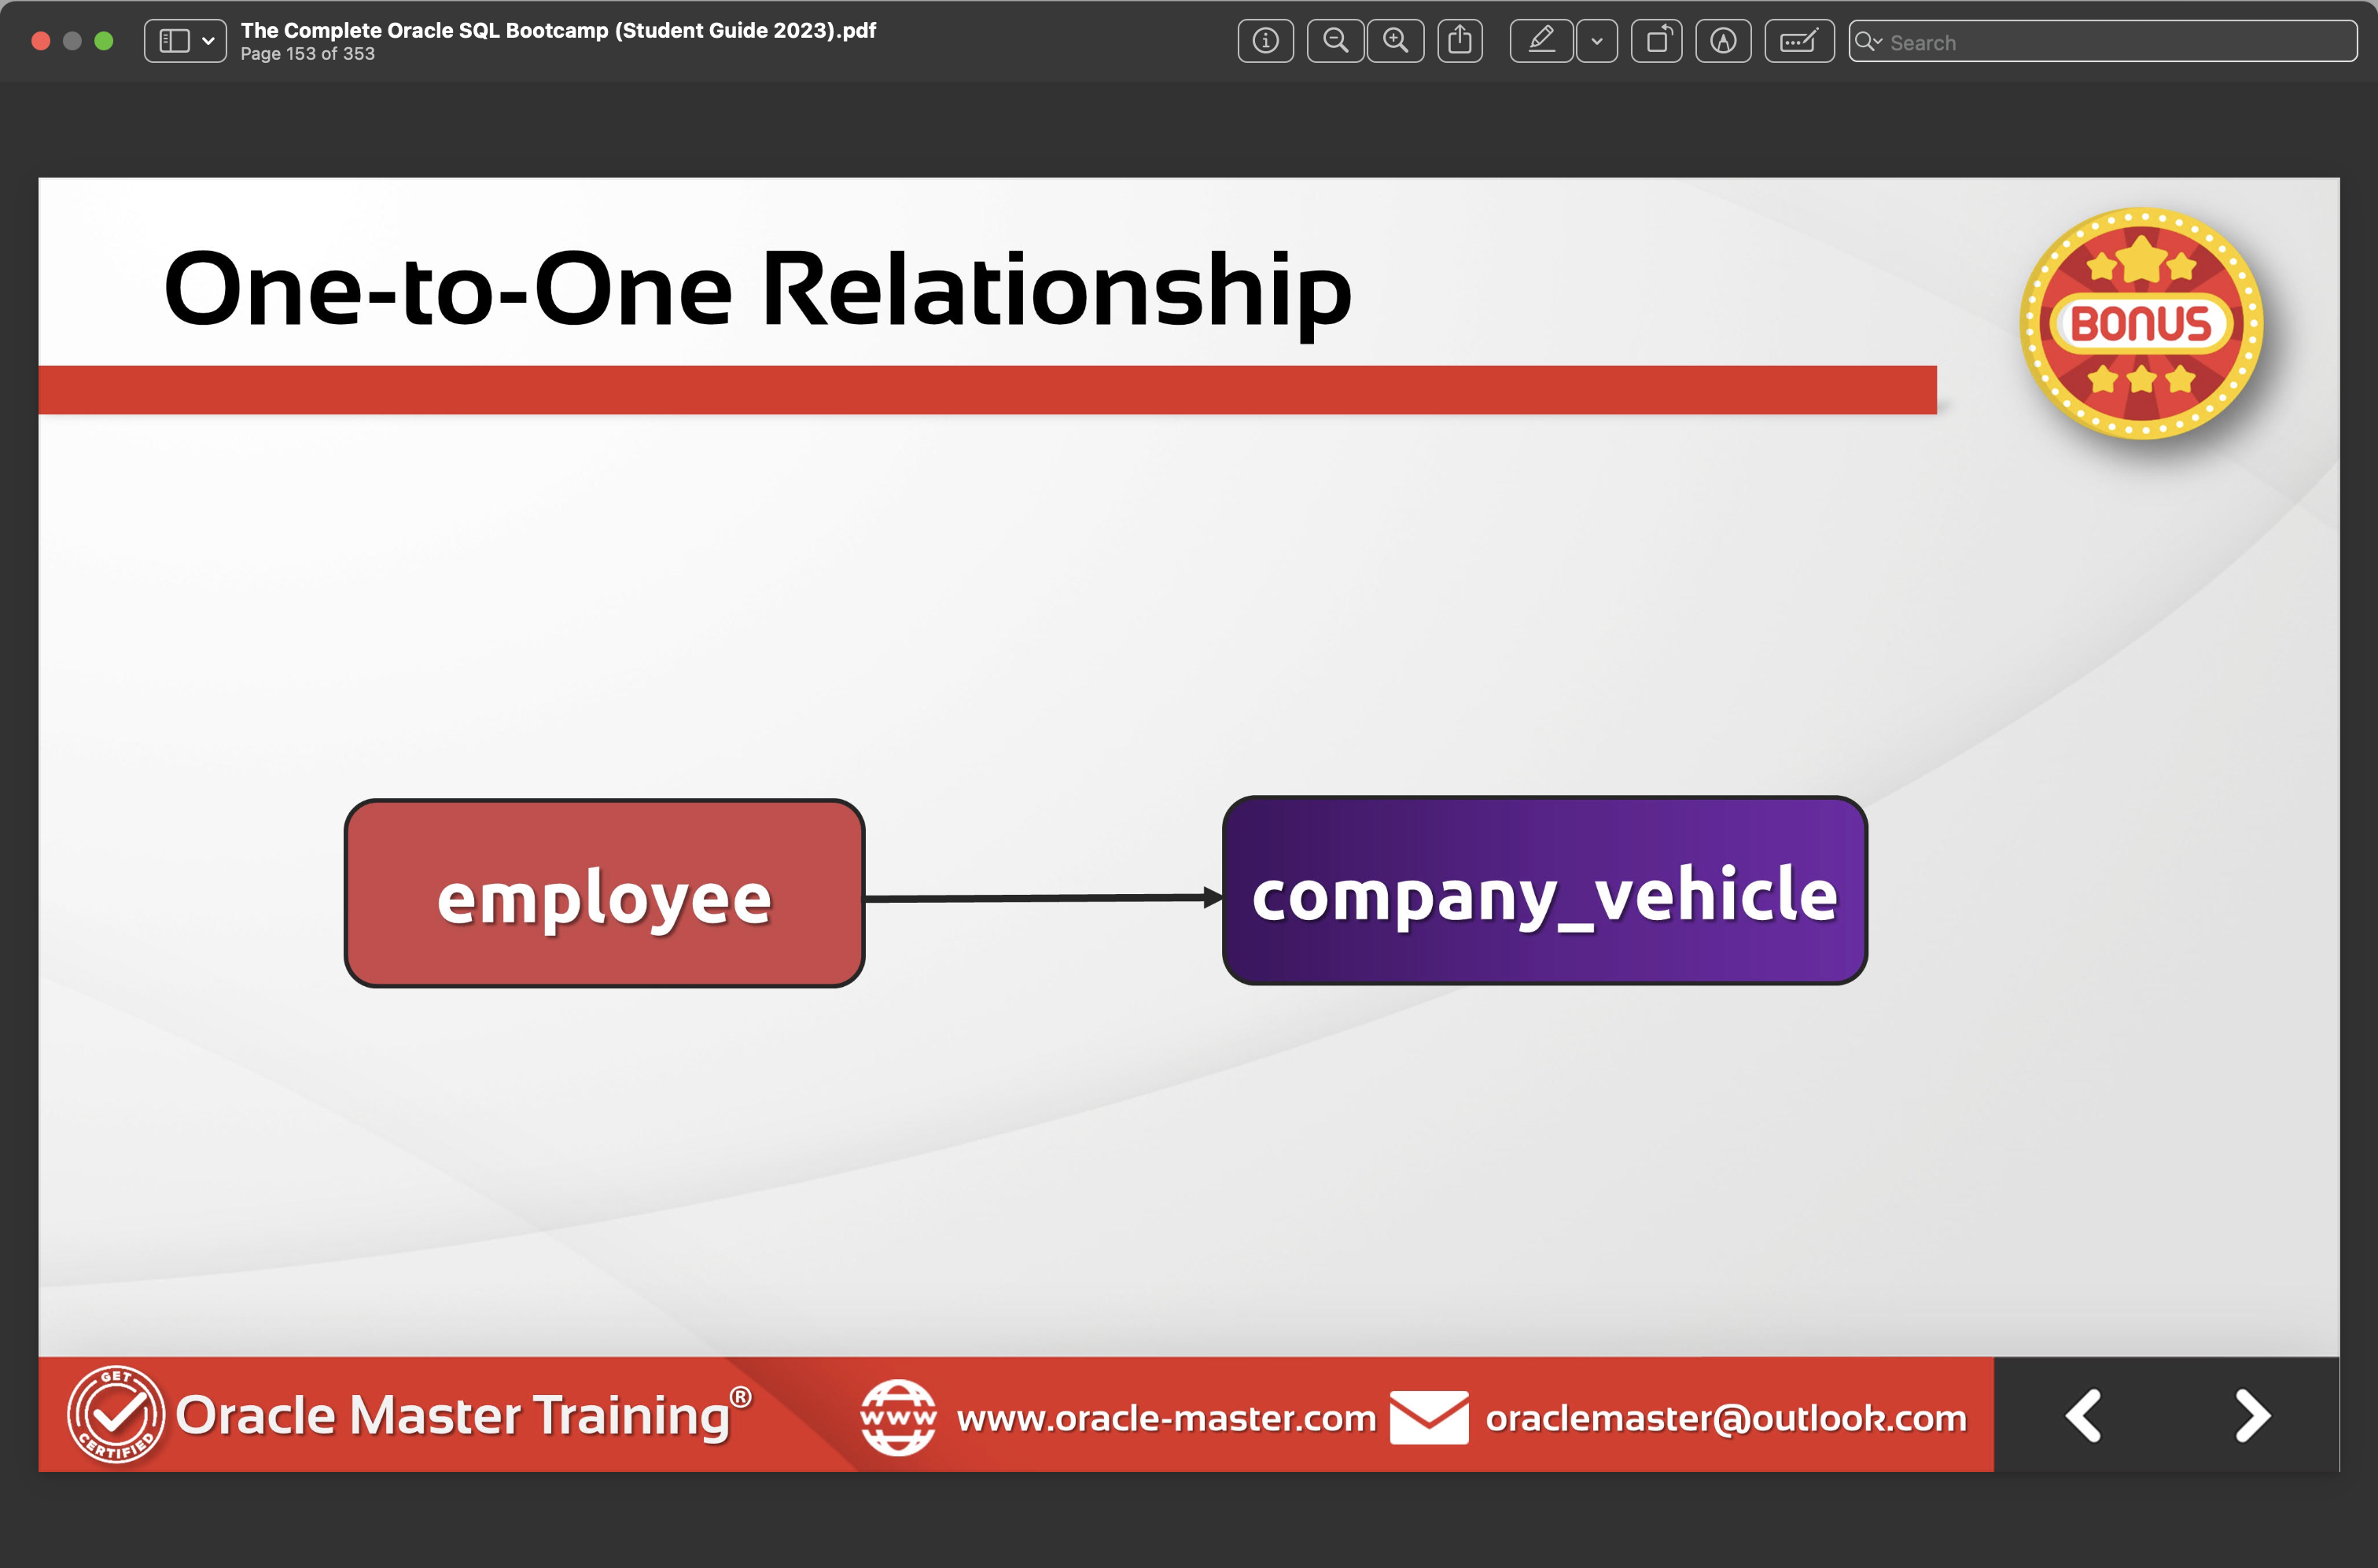 The Complete Oracle SQL Bootcamp (Student Guide 2023).pdf
Page 153 of 353
Search
One-to-One Relationship
BONUS
employee
company_vehicle
GET CERTIFIED
Oracle Master Training®
www
www.oracle-master.com
oraclemaster@outlook.com